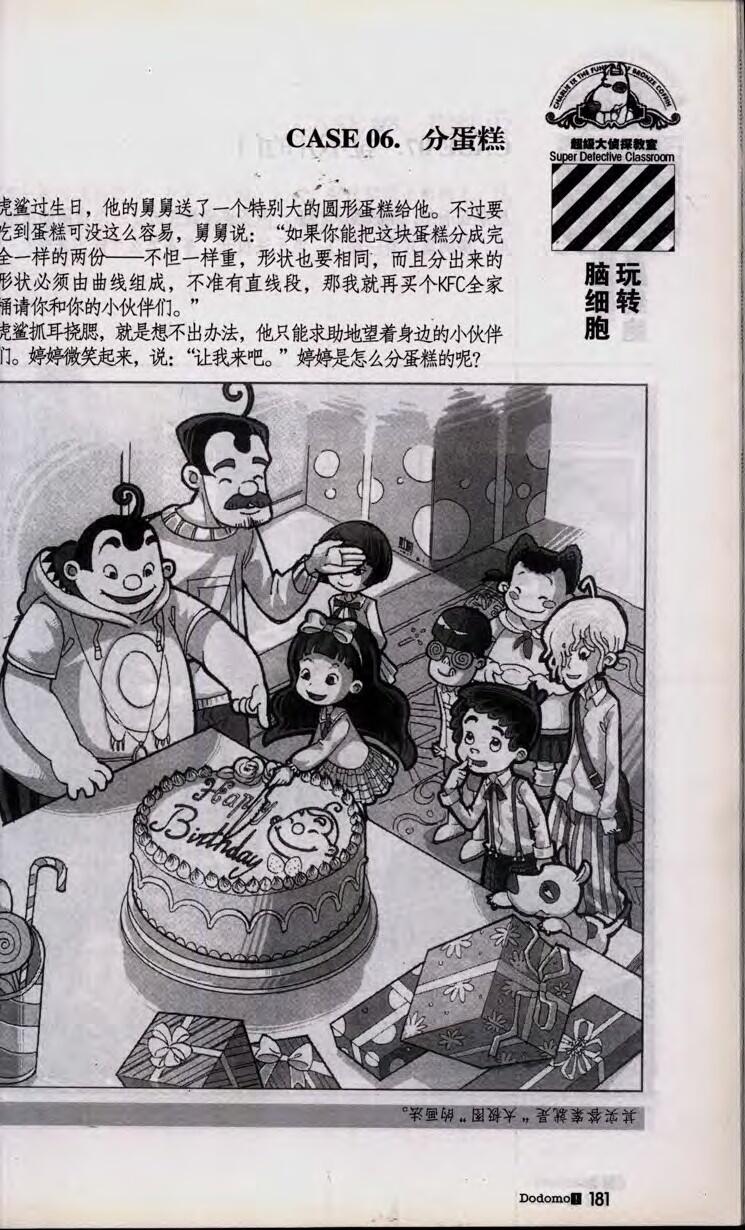 CHARLIE IX THE FUN BRONZE COFFIN
超级大侦探教室
Super Detective Classroom
玩转
脑细胞
CASE 06. 分蛋糕
虎鲨过生日，他的舅舅送了一个特别大的圆形蛋糕给他。不过要
吃到蛋糕可没这么容易，舅舅说：“如果你能把这块蛋糕分成完
全一样的两份——不但一样重，形状也要相同，而且分出来的
形状必须由曲线组成，不准有直线段，那我就再买个KFC全家
桶请你和你的小伙伴们。”
虎鲨抓耳挠腮，就是想不出办法，他只能求助地望着身边的小伙伴
们。婷婷微笑起来，说：“让我来吧。”婷婷是怎么分蛋糕的呢？
Happy
Birthday
其实答案就是“太极图”的画法。
Dodomo! 181